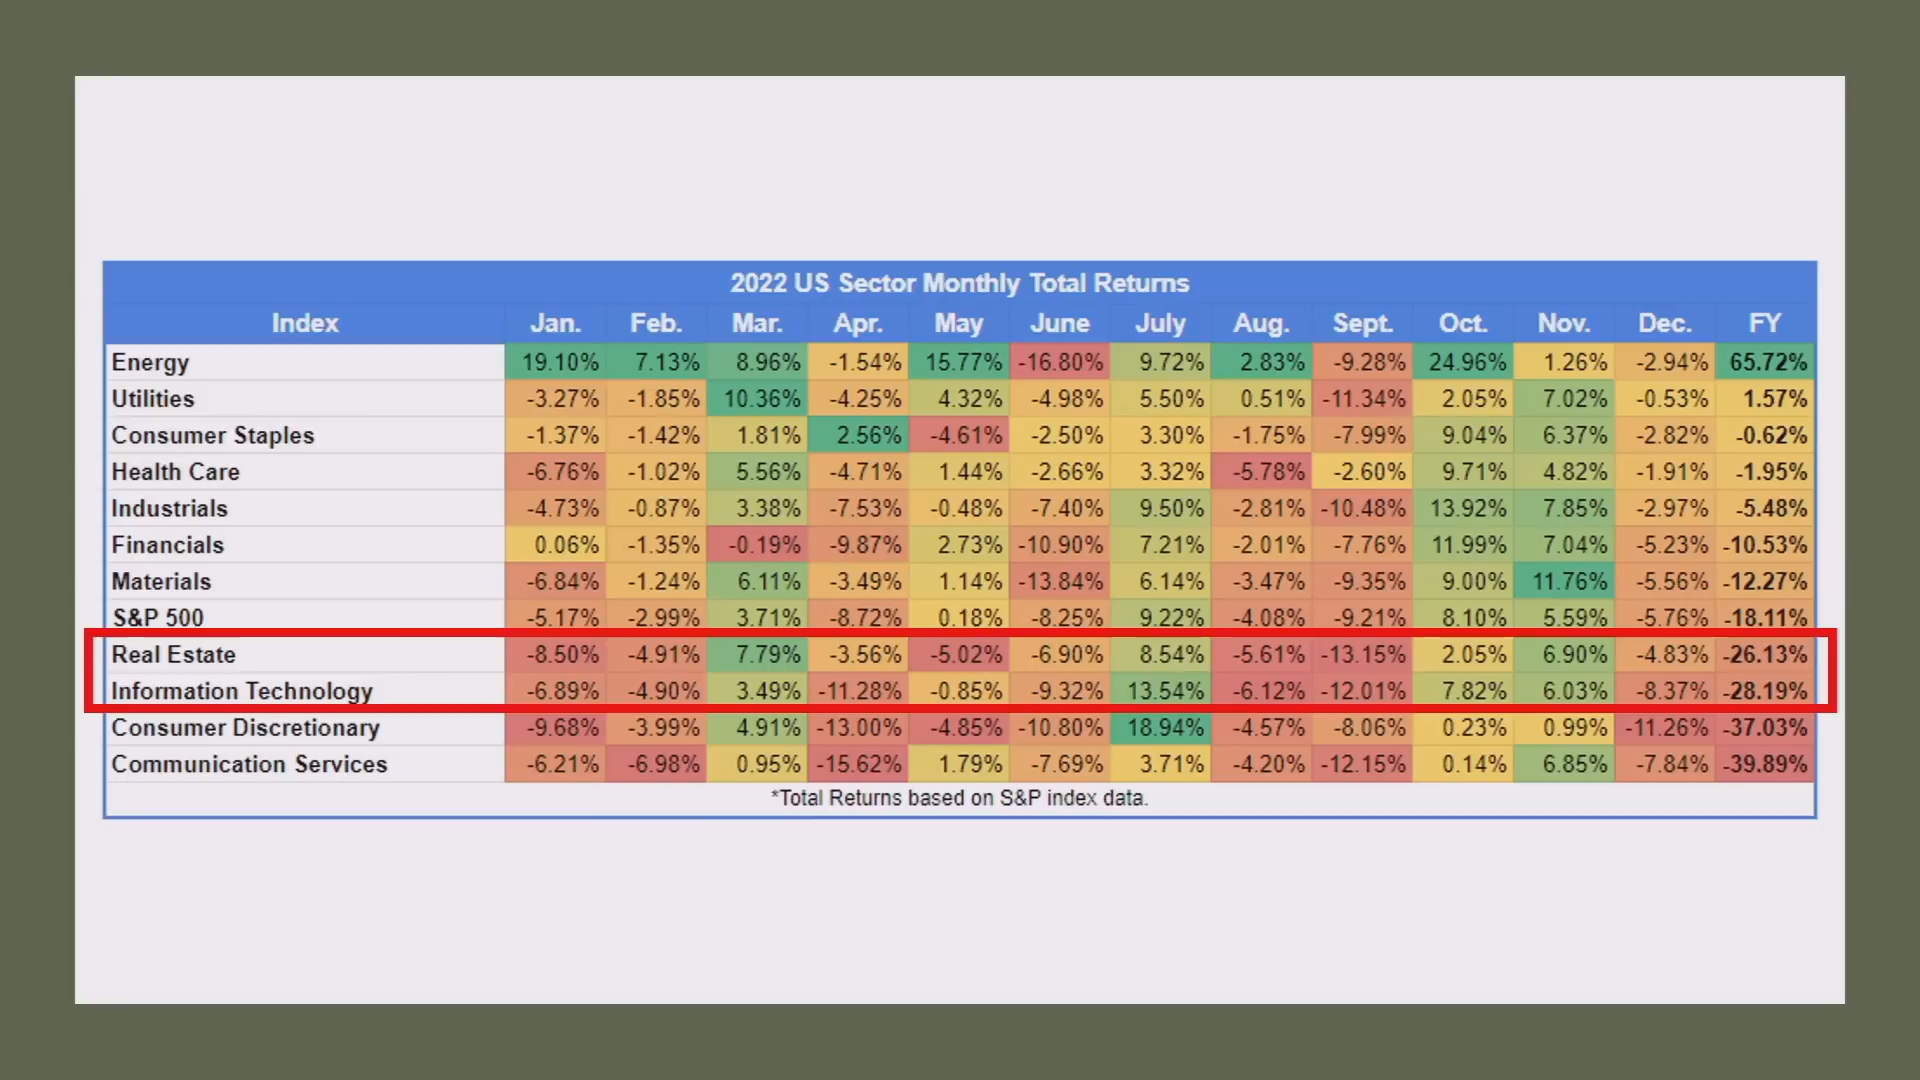 2022 US Sector Monthly Total Returns
Index Jan. Feb. Mar. Apr. May June July Aug. Sept. Oct. Nov. Dec. FY
Energy 19.10% 7.13% 8.96% -1.54% 15.77% -16.80% 9.72% 2.83% -9.28% 24.96% 1.26% -2.94% 65.72%
Utilities -3.27% -1.85% 10.36% -4.25% 4.32% -4.98% 5.50% 0.51% -11.34% 2.05% 7.02% -0.53% 1.57%
Consumer Staples -1.37% -1.42% 1.81% 2.56% -4.61% -2.50% 3.30% -1.75% -7.99% 9.04% 6.37% -2.82% -0.62%
Health Care -6.76% -1.02% 5.56% -4.71% 1.44% -2.66% 3.32% -5.78% -2.60% 9.71% 4.82% -1.91% -1.95%
Industrials -4.73% -0.87% 3.38% -7.53% -0.48% -7.40% 9.50% -2.81% -10.48% 13.92% 7.85% -2.97% -5.48%
Financials 0.06% -1.35% -0.19% -9.87% 2.73% -10.90% 7.21% -2.01% -7.76% 11.99% 7.04% -5.23% -10.53%
Materials -6.84% -1.24% 6.11% -3.49% 1.14% -13.84% 6.14% -3.47% -9.35% 9.00% 11.76% -5.56% -12.27%
S&P 500 -5.17% -2.99% 3.71% -8.72% 0.18% -8.25% 9.22% -4.08% -9.21% 8.10% 5.59% -5.76% -18.11%
Real Estate -8.50% -4.91% 7.79% -3.56% -5.02% -6.90% 8.54% -5.61% -13.15% 2.05% 6.90% -4.83% -26.13%
Information Technology -6.89% -4.90% 3.49% -11.28% -0.85% -9.32% 13.54% -6.12% -12.01% 7.82% 6.03% -8.37% -28.19%
Consumer Discretionary -9.68% -3.99% 4.91% -13.00% -4.85% -10.80% 18.94% -4.57% -8.06% 0.23% 0.99% -11.26% -37.03%
Communication Services -6.21% -6.98% 0.95% -15.62% 1.79% -7.69% 3.71% -4.20% -12.15% 0.14% 6.85% -7.84% -39.89%
*Total Returns based on S&P index data.